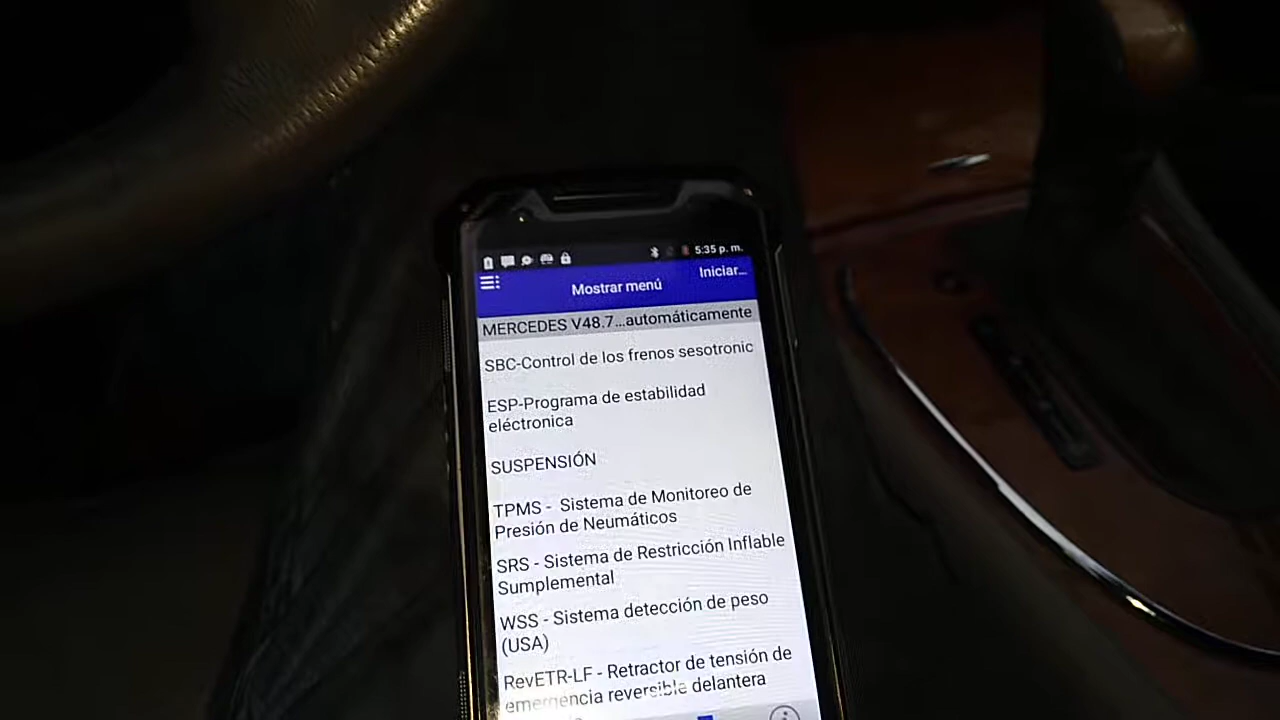 5:35 p. m.
Mostrar menú
Iniciar...
MERCEDES V48.7...automáticamente
SBC-Control de los frenos sesotronic
ESP-Programa de estabilidad
eléctronica
SUSPENSIÓN
TPMS - Sistema de Monitoreo de
Presión de Neumáticos
SRS - Sistema de Restricción Inflable
Sumplemental
WSS - Sistema detección de peso
(USA)
RevETR-LF - Retractor de tensión de
emergencia reversible delantera